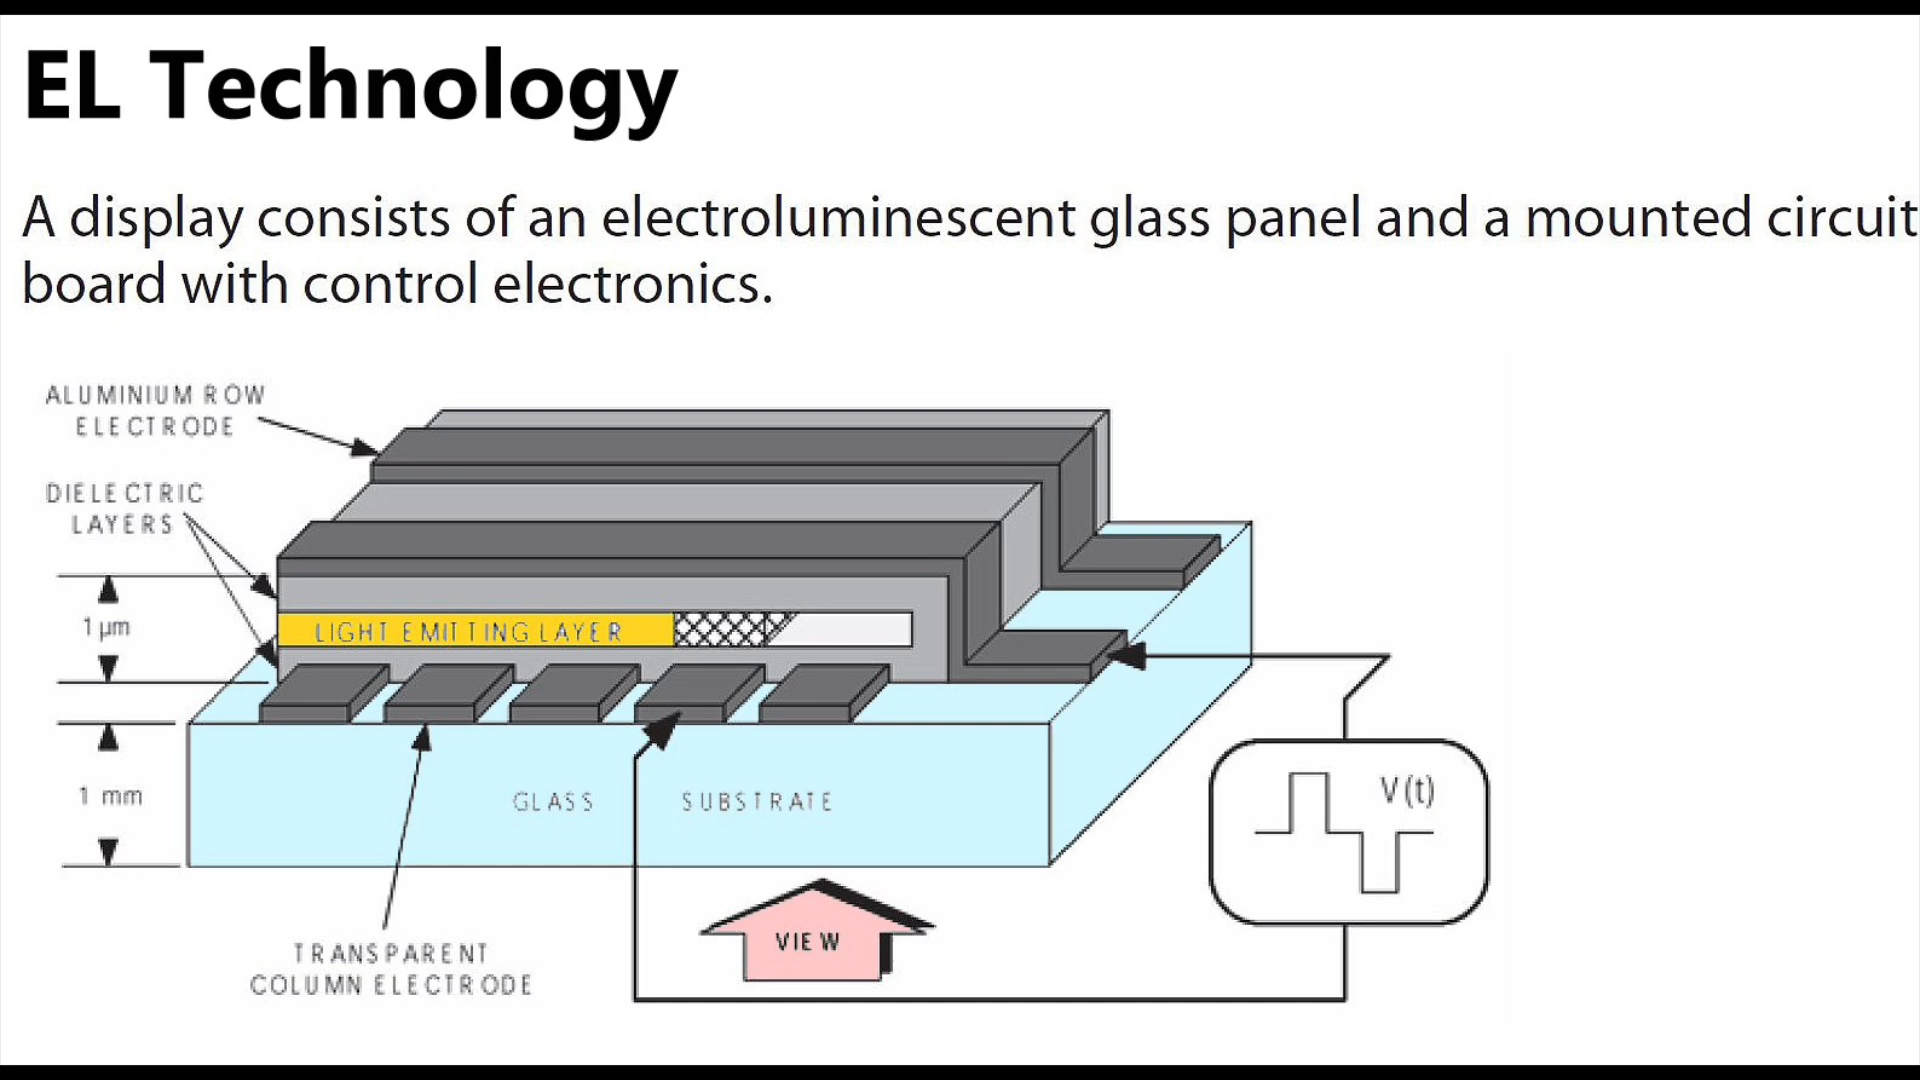 EL Technology
A display consists of an electroluminescent glass panel and a mounted circuit
board with control electronics.
ALUMINIUM ROW
ELECTRODE
DIELECTRIC
LAYERS
1 µm
LIGHT EMITTING LAYER
1 mm
GLASS SUBSTRATE
V(t)
VIEW
TRANSPARENT
COLUMN ELECTRODE